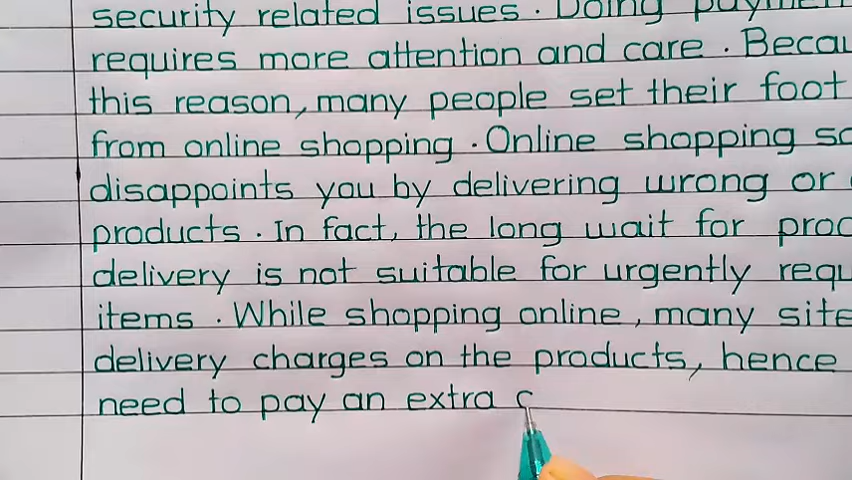 security related issues. Doing
requires more attention and care. Becau
this reason, many people set their foot
from online shopping. Online shopping so
disappoints you by delivering wrong or
products. In fact, the long wait for prod
delivery is not suitable for urgently requ
items. While shopping online, many site
delivery charges on the products, hence
need to pay an extra c